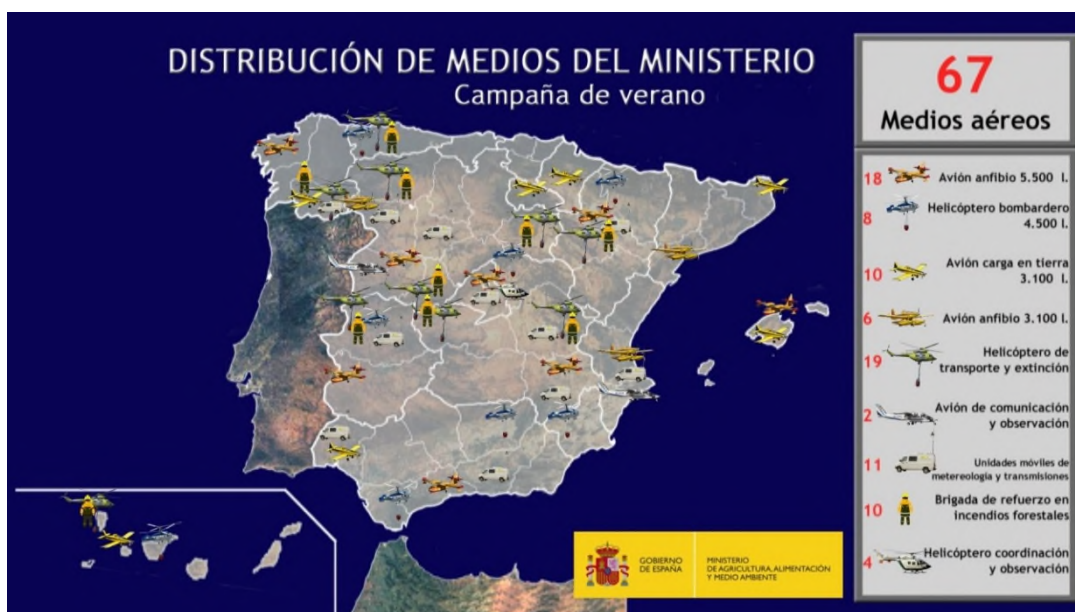 DISTRIBUCIÓN DE MEDIOS DEL MINISTERIO
Campaña de verano
67
Medios aéreos
18 Avión anfibio 5.500 l.
8 Helicóptero bombardero
4.500 l.
10 Avión carga en tierra
3.100 l.
6 Avión anfibio 3.100 l.
19 Helicóptero de
transporte y extinción
2 Avión de comunicación
y observación
11 Unidades móviles de
metereología y transmisiones
10 Brigada de refuerzo en
incendios forestales
4 Helicóptero coordinación
y observación
GOBIERNO
DE ESPAÑA
MINISTERIO
DE AGRICULTURA, ALIMENTACIÓN
Y MEDIO AMBIENTE